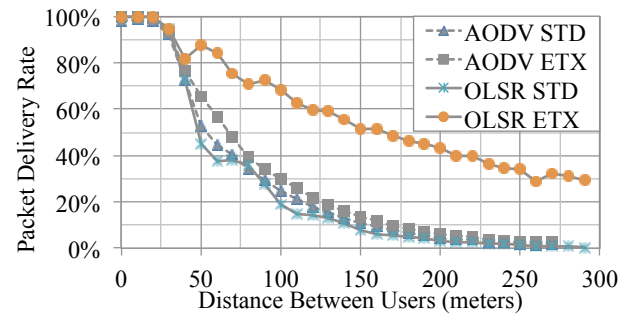 Packet Delivery Rate
100%
80%
60%
40%
20%
0%
0 50 100 150 200 250 300
Distance Between Users (meters)
AODV STD
AODV ETX
OLSR STD
OLSR ETX